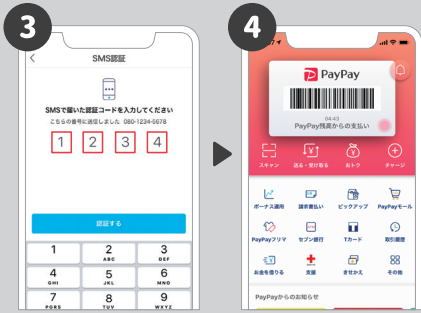 3
SMS認証
SMSで届いた認証コードを入力してください
こちらの番号に送信しました 080-1234-5678
1 2 3 4
認証する
1 2 3
ABC DEF
4 5 6
GHI JKL MNO
7 8 9
PQRS TUV WXYZ
4
PayPay
04:43
PayPay残高からの支払い
スキャン 送る・受け取る おトク チャージ
ボーナス運用 請求書払い ピックアップ PayPayモール
PayPayフリマ セブン銀行 Tカード 取引履歴
お金を借りる 支援 きせかえ その他
PayPayからのお知らせ